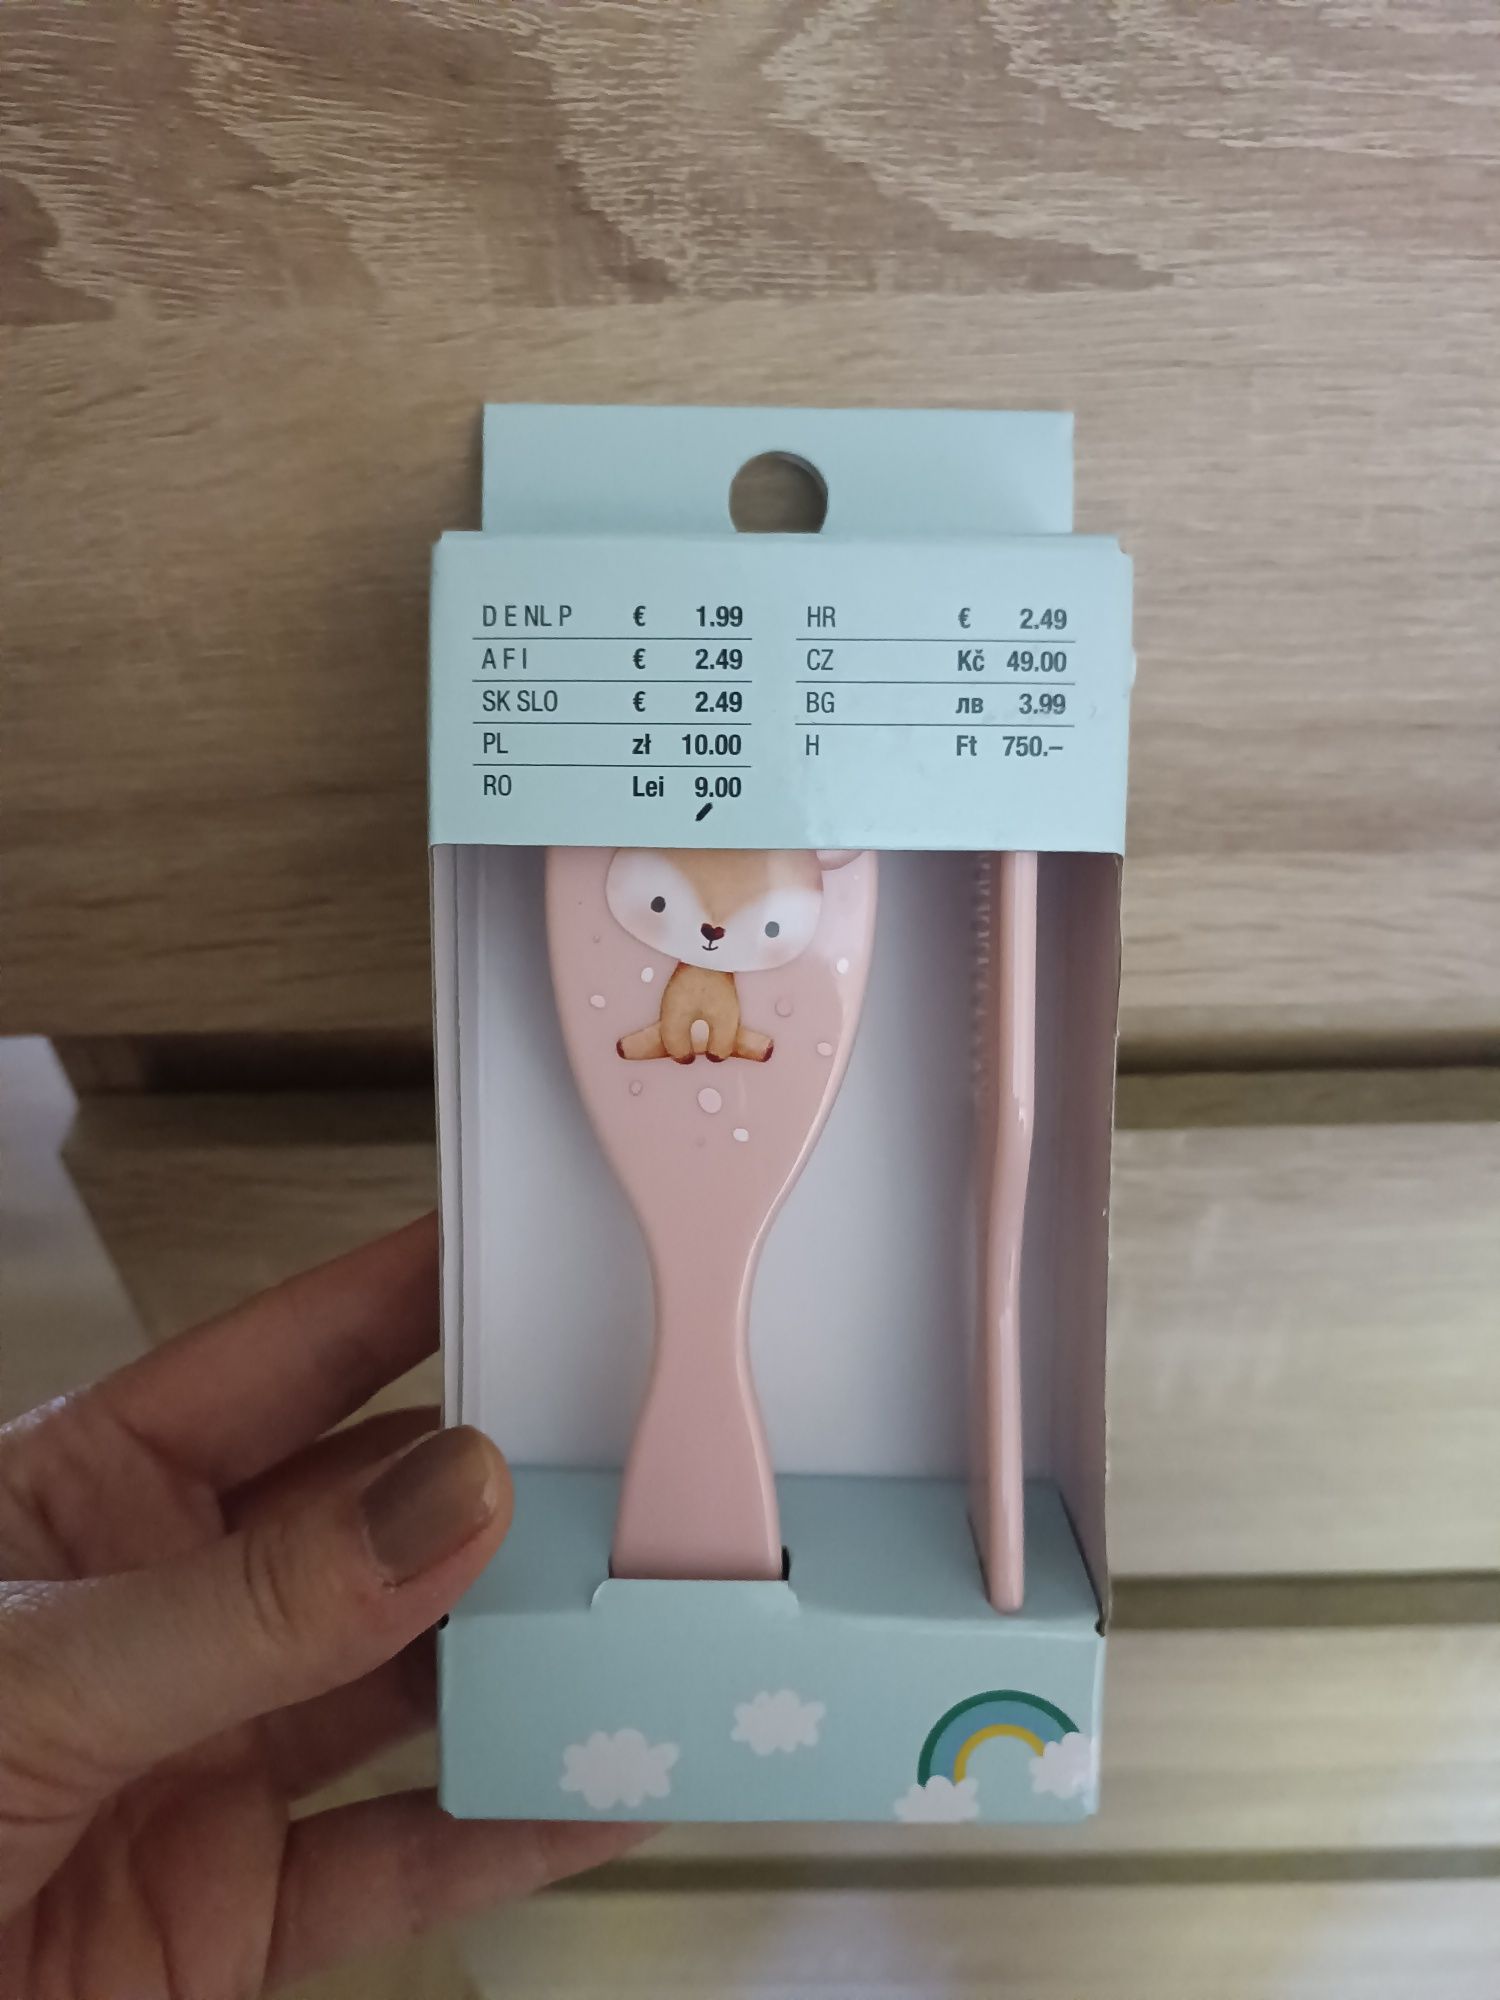 D E NL P € 1.99
A F I € 2.49
SK SLO € 2.49
PL zł 10.00
RO Lei 9.00
HR € 2.49
CZ Kč 49.00
BG лв 3.99
H Ft 750.–